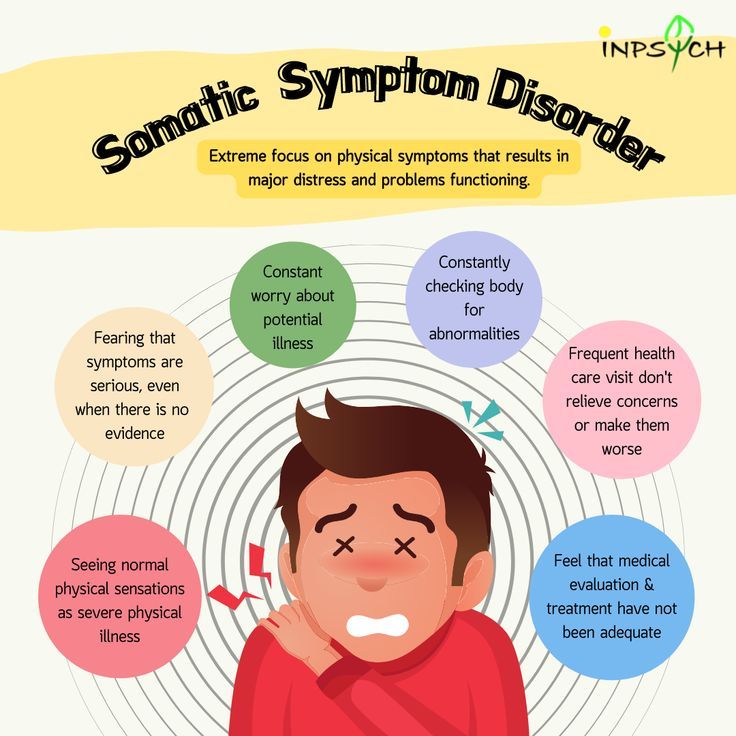 INPSYCH
Somatic Symptom Disorder
Extreme focus on physical symptoms that results in
major distress and problems functioning.
Constant
worry about
potential
illness
Constantly
checking body
for
abnormalities
Fearing that
symptoms are
serious, even
when there is no
evidence
Frequent health
care visit don't
relieve concerns
or make them
worse
Seeing normal
physical sensations
as severe physical
illness
Feel that medical
evaluation &
treatment have not
been adequate